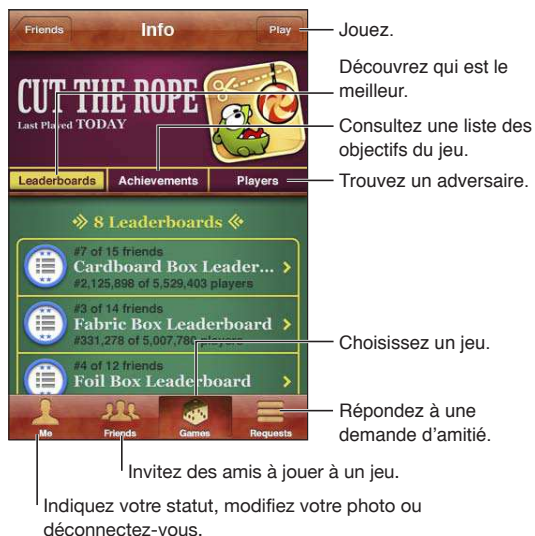 Friends
Info
Play
Jouez.
CUT THE ROPE
Last Played TODAY
Découvrez qui est le
meilleur.
Consultez une liste des
objectifs du jeu.
Leaderboards
Achievements
Players
Trouvez un adversaire.
8 Leaderboards
#7 of 15 friends
Cardboard Box Leader...
#2,125,898 of 5,529,403 players
#3 of 14 friends
Fabric Box Leaderboard
#331,278 of 5,007,780 players
Choisissez un jeu.
#4 of 12 friends
Foil Box Leaderboard
Me
Friends
Games
Requests
Répondez à une
demande d'amitié.
Invitez des amis à jouer à un jeu.
Indiquez votre statut, modifiez votre photo ou
déconnectez-vous.